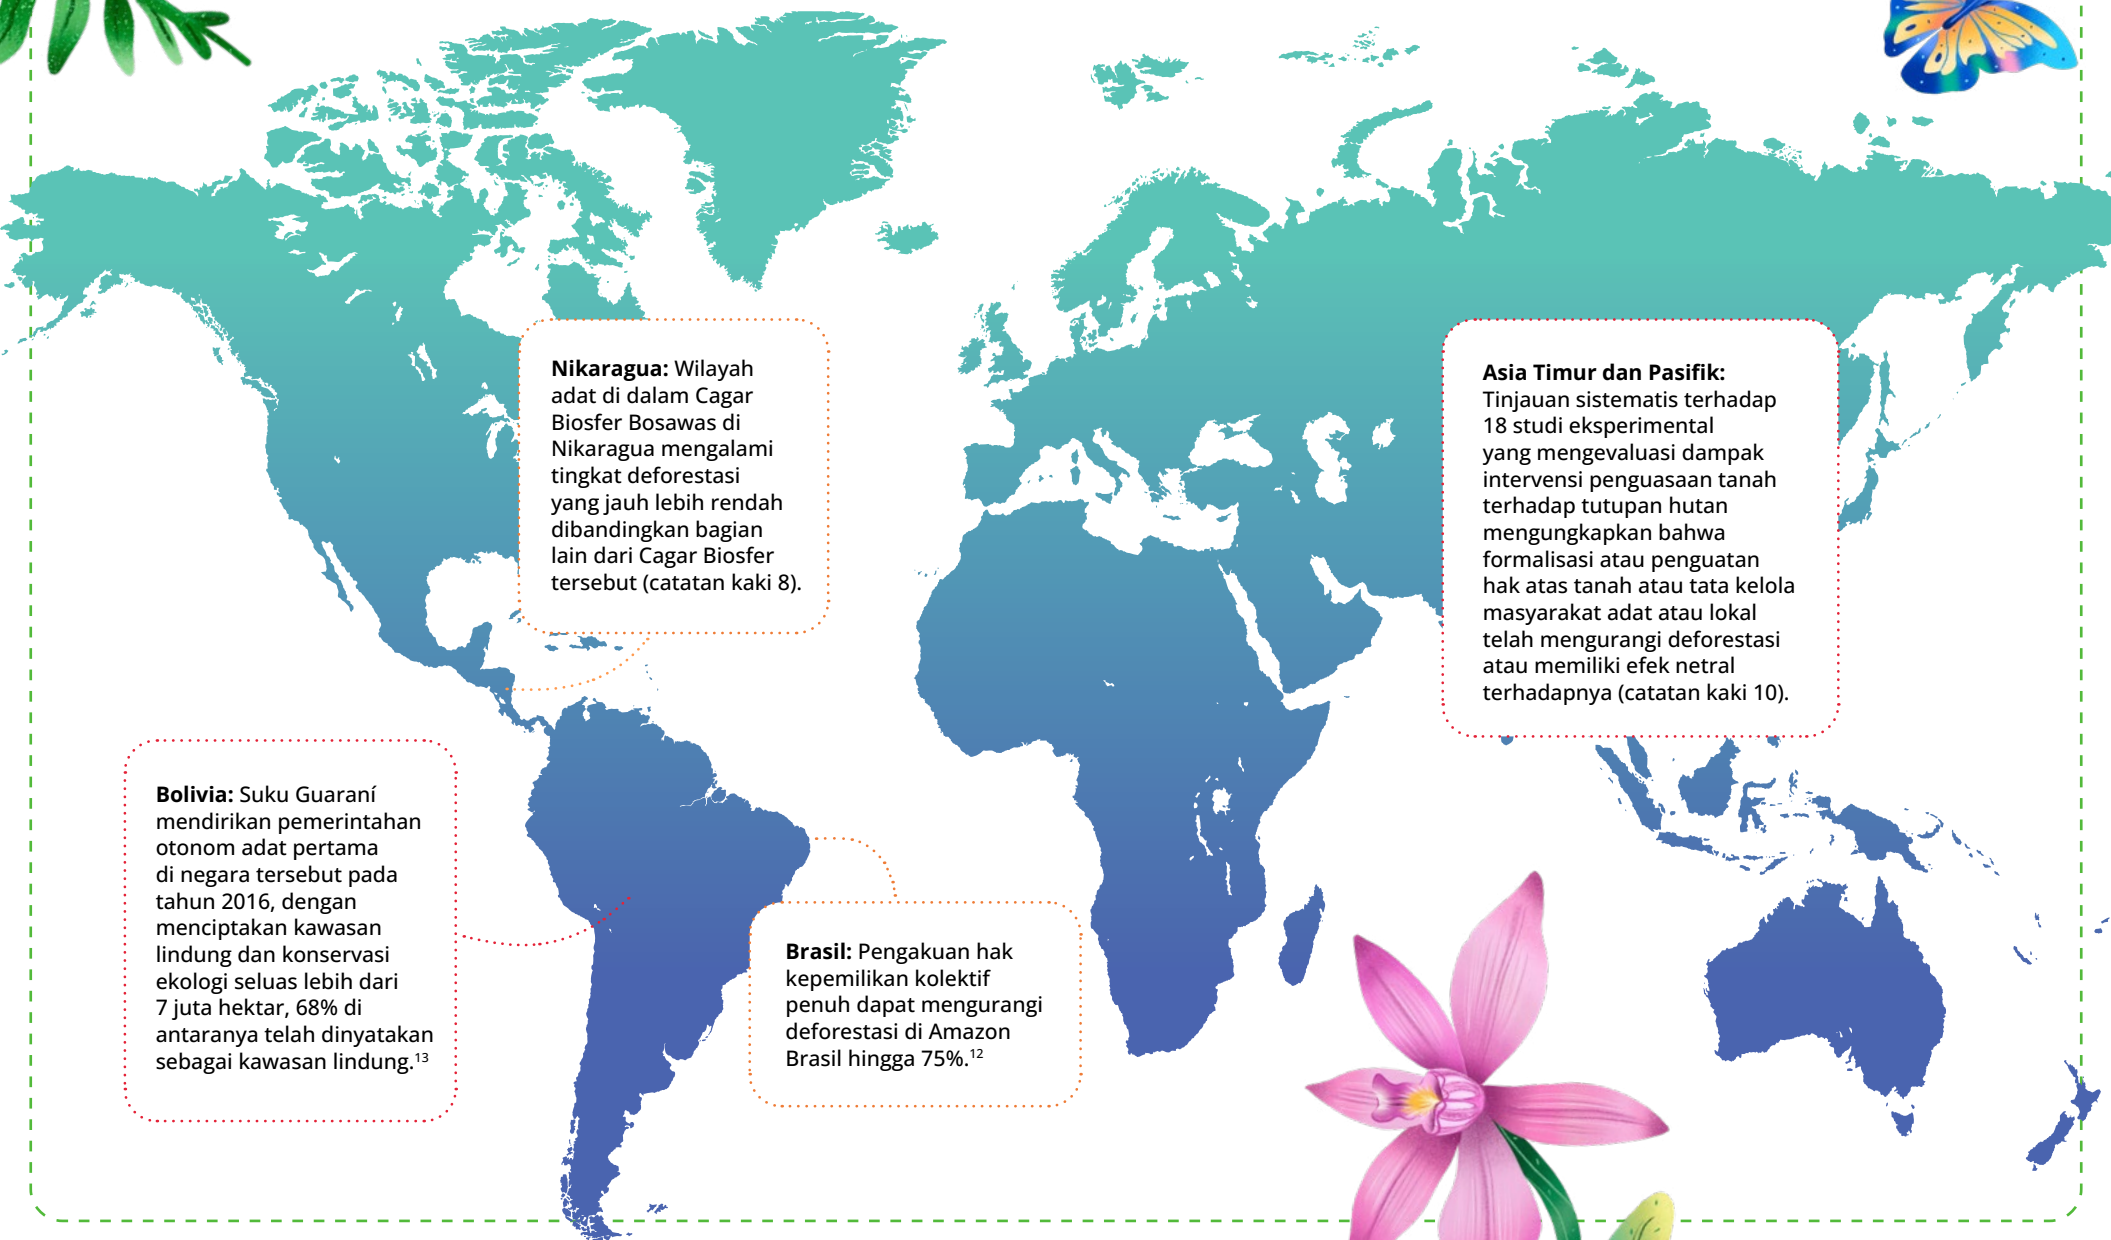 Nikaragua: Wilayah
adat di dalam Cagar
Biosfer Bosawas di
Nikaragua mengalami
tingkat deforestasi
yang jauh lebih rendah
dibandingkan bagian
lain dari Cagar Biosfer
tersebut (catatan kaki 8).
Asia Timur dan Pasifik:
Tinjauan sistematis terhadap
18 studi eksperimental
yang mengevaluasi dampak
intervensi penguasaan tanah
terhadap tutupan hutan
mengungkapkan bahwa
formalisasi atau penguatan
hak atas tanah atau tata kelola
masyarakat adat atau lokal
telah mengurangi deforestasi
atau memiliki efek netral
terhadapnya (catatan kaki 10).
Bolivia: Suku Guaraní
mendirikan pemerintahan
otonom adat pertama
di negara tersebut pada
tahun 2016, dengan
menciptakan kawasan
lindung dan konservasi
ekologi seluas lebih dari
7 juta hektar, 68% di
antaranya telah dinyatakan
sebagai kawasan lindung.13
Brasil: Pengakuan hak
kepemilikan kolektif
penuh dapat mengurangi
deforestasi di Amazon
Brasil hingga 75%.12